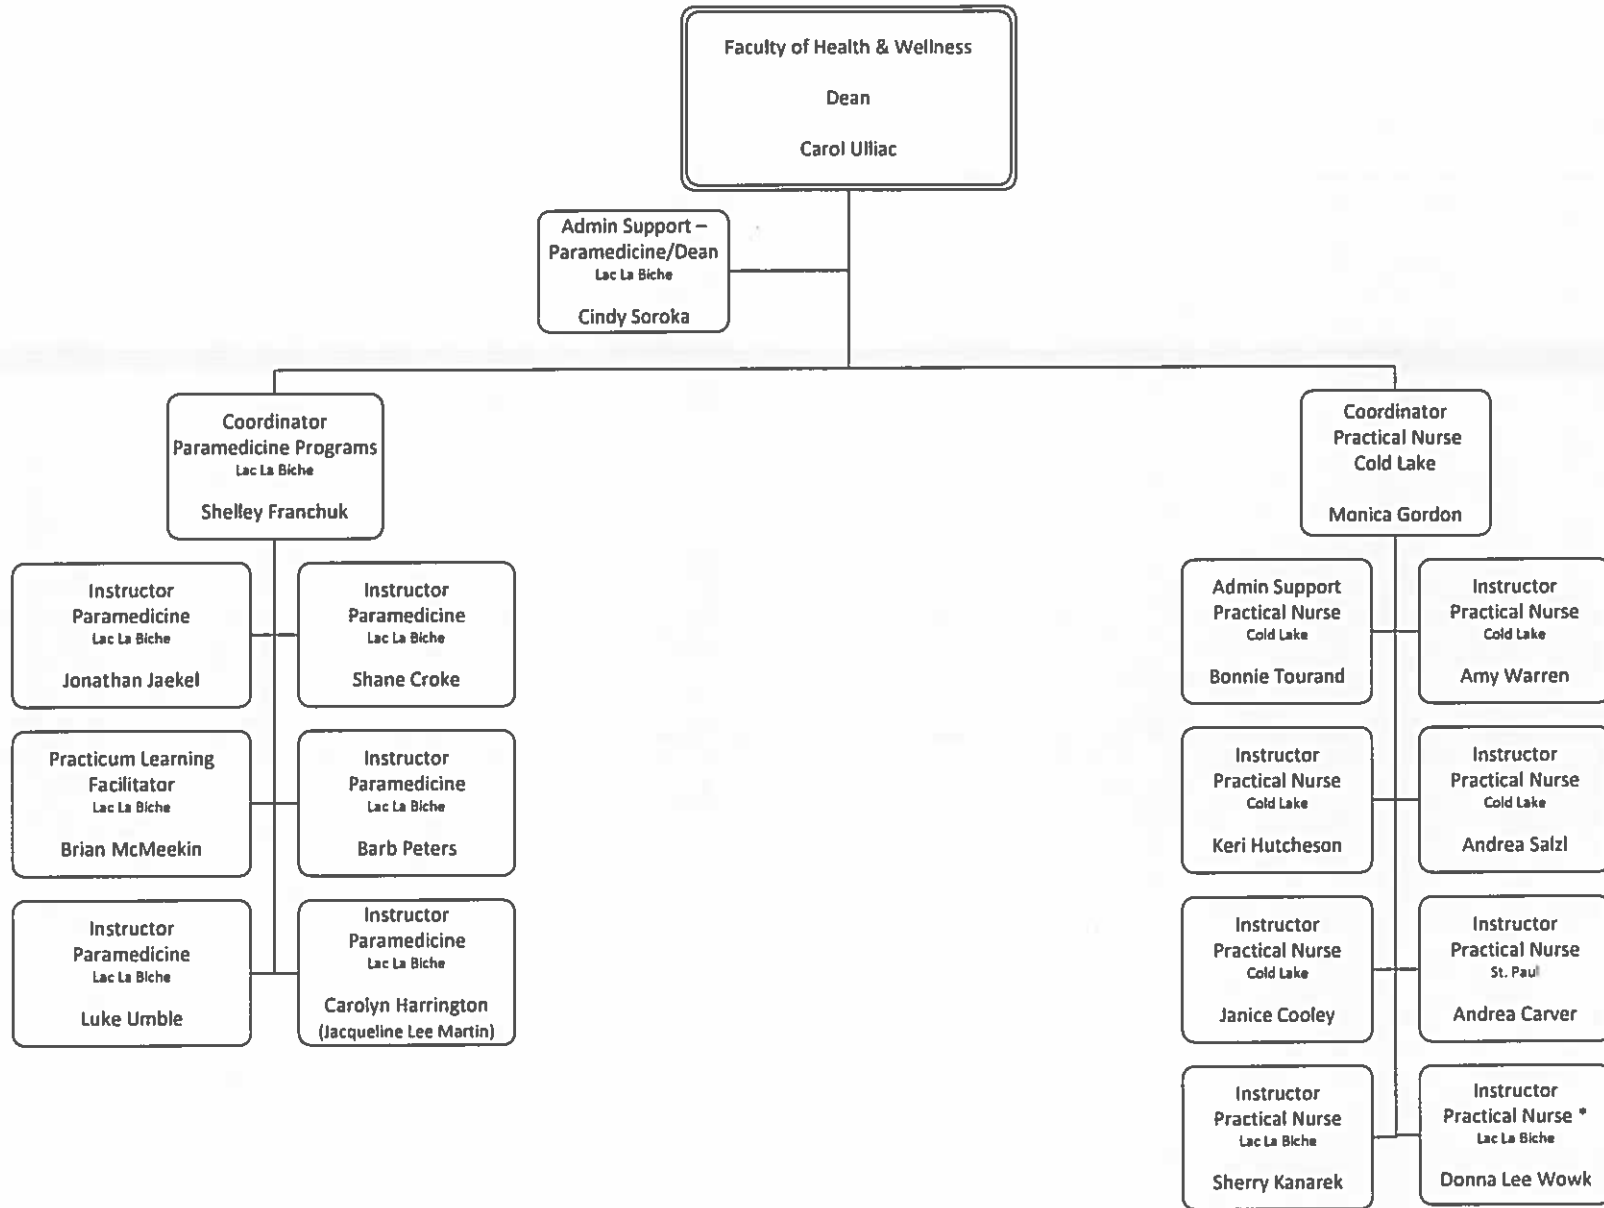 Faculty of Health & Wellness
Dean
Carol Ulliac
Admin Support –
Paramedicine/Dean
Lac La Biche
Cindy Soroka
Coordinator
Paramedicine Programs
Lac La Biche
Shelley Franchuk
Instructor
Paramedicine
Lac La Biche
Jonathan Jaekel
Instructor
Paramedicine
Lac La Biche
Shane Croke
Practicum Learning
Facilitator
Lac La Biche
Brian McMeekin
Instructor
Paramedicine
Lac La Biche
Barb Peters
Instructor
Paramedicine
Lac La Biche
Luke Umble
Instructor
Paramedicine
Lac La Biche
Carolyn Harrington
(Jacqueline Lee Martin)
Coordinator
Practical Nurse
Cold Lake
Monica Gordon
Admin Support
Practical Nurse
Cold Lake
Bonnie Tourand
Instructor
Practical Nurse
Cold Lake
Amy Warren
Instructor
Practical Nurse
Cold Lake
Keri Hutcheson
Instructor
Practical Nurse
Cold Lake
Andrea Salzl
Instructor
Practical Nurse
Cold Lake
Janice Cooley
Instructor
Practical Nurse
St. Paul
Andrea Carver
Instructor
Practical Nurse
Lac La Biche
Sherry Kanarek
Instructor
Practical Nurse *
Lac La Biche
Donna Lee Wowk